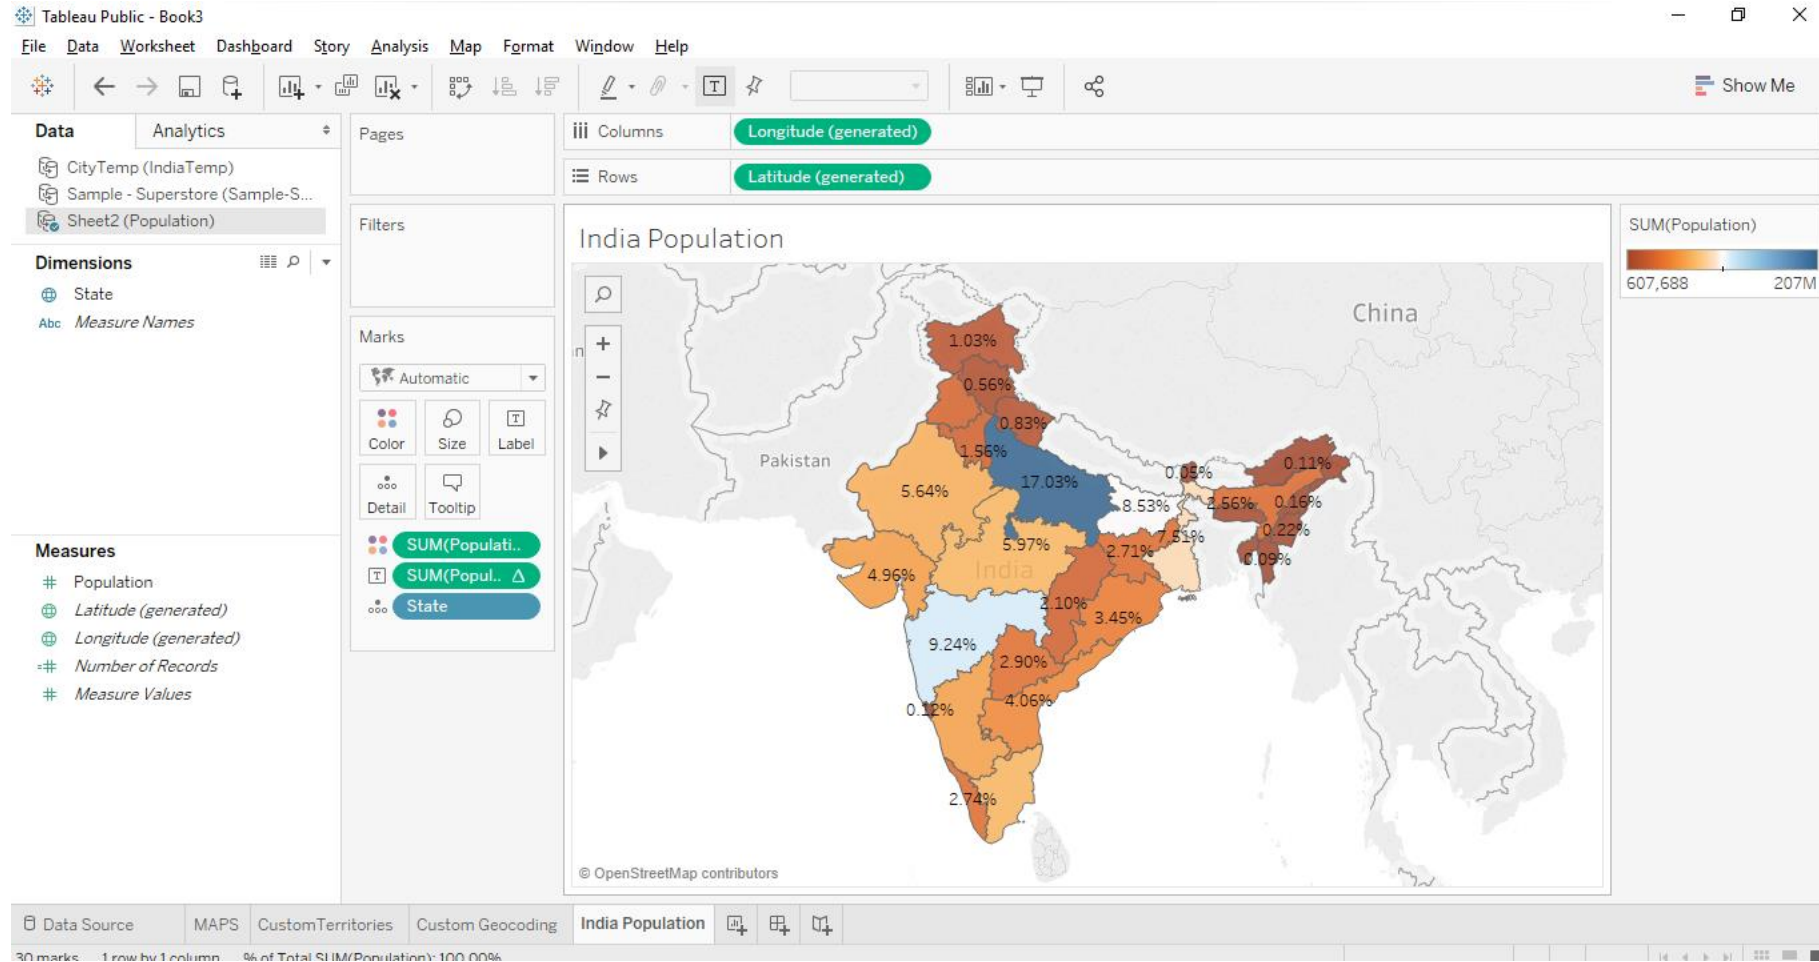 Tableau Public - Book3
File Data Worksheet Dashboard Story Analysis Map Format Window Help
Show Me
Data Analytics
CityTemp (IndiaTemp)
Sample - Superstore (Sample-S...
Sheet2 (Population)
Dimensions
State
Abc Measure Names
Measures
Population
Latitude (generated)
Longitude (generated)
Number of Records
Measure Values
Pages
Filters
Marks
Automatic
Color Size Label
Detail Tooltip
SUM(Populati..
SUM(Popul.. Δ
State
Columns Longitude (generated)
Rows Latitude (generated)
India Population
China
1.03%
0.56%
0.83%
1.56%
Pakistan
0.11%
0.05%
17.03%
5.64%
8.53% 2.56% 0.16%
0.22%
7.51%
5.97% 2.71%
0.09%
India
4.96%
2.10%
3.45%
9.24%
2.90%
4.06%
0.12%
2.74%
© OpenStreetMap contributors
SUM(Population)
607,688 207M
Data Source MAPS CustomTerritories Custom Geocoding India Population
30 marks 1 row by 1 column % of Total SUM(Population): 100.00%